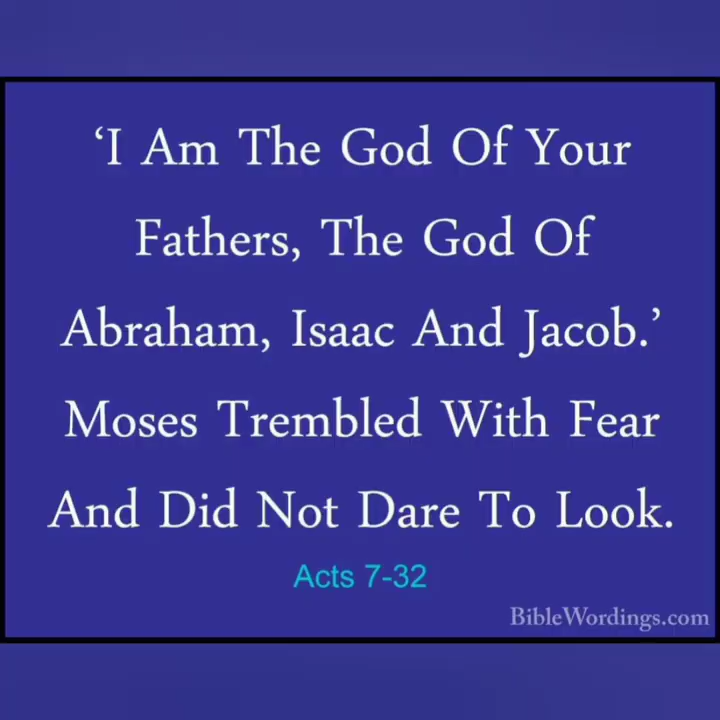 ‘I Am The God Of Your
Fathers, The God Of
Abraham, Isaac And Jacob.’
Moses Trembled With Fear
And Did Not Dare To Look.
Acts 7-32
BibleWordings.com